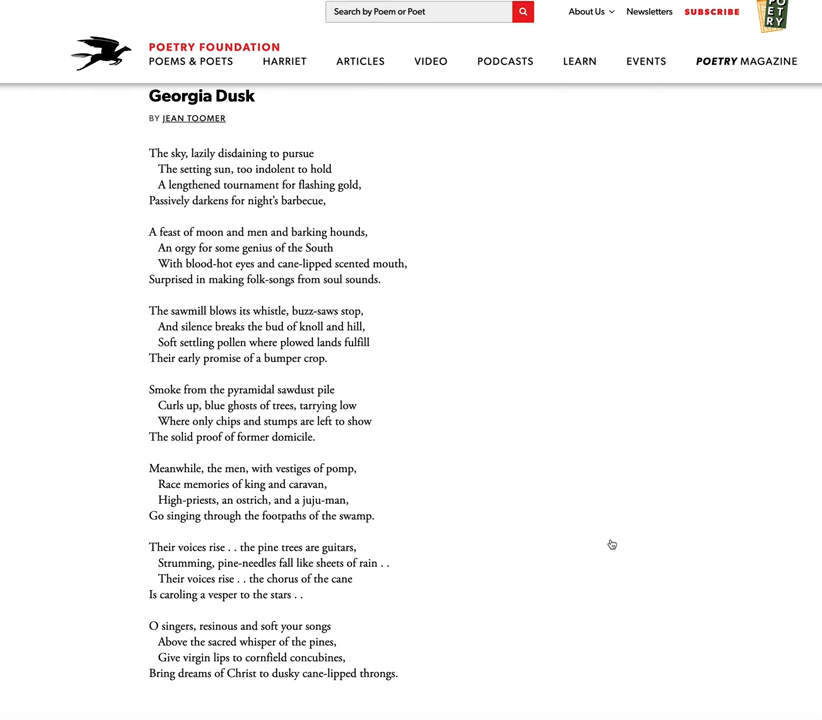 Search by Poem or Poet
About Us
Newsletters
SUBSCRIBE
PO
E T
RY
POETRY FOUNDATION
POEMS & POETS
HARRIET
ARTICLES
VIDEO
PODCASTS
LEARN
EVENTS
POETRY MAGAZINE
Georgia Dusk
BY JEAN TOOMER
The sky, lazily disdaining to pursue
The setting sun, too indolent to hold
A lengthened tournament for flashing gold,
Passively darkens for night’s barbecue,
A feast of moon and men and barking hounds,
An orgy for some genius of the South
With blood-hot eyes and cane-lipped scented mouth,
Surprised in making folk-songs from soul sounds.
The sawmill blows its whistle, buzz-saws stop,
And silence breaks the bud of knoll and hill,
Soft settling pollen where plowed lands fulfill
Their early promise of a bumper crop.
Smoke from the pyramidal sawdust pile
Curls up, blue ghosts of trees, tarrying low
Where only chips and stumps are left to show
The solid proof of former domicile.
Meanwhile, the men, with vestiges of pomp,
Race memories of king and caravan,
High-priests, an ostrich, and a juju-man,
Go singing through the footpaths of the swamp.
Their voices rise . . the pine trees are guitars,
Strumming, pine-needles fall like sheets of rain . .
Their voices rise . . the chorus of the cane
Is caroling a vesper to the stars . .
O singers, resinous and soft your songs
Above the sacred whisper of the pines,
Give virgin lips to cornfield concubines,
Bring dreams of Christ to dusky cane-lipped throngs.